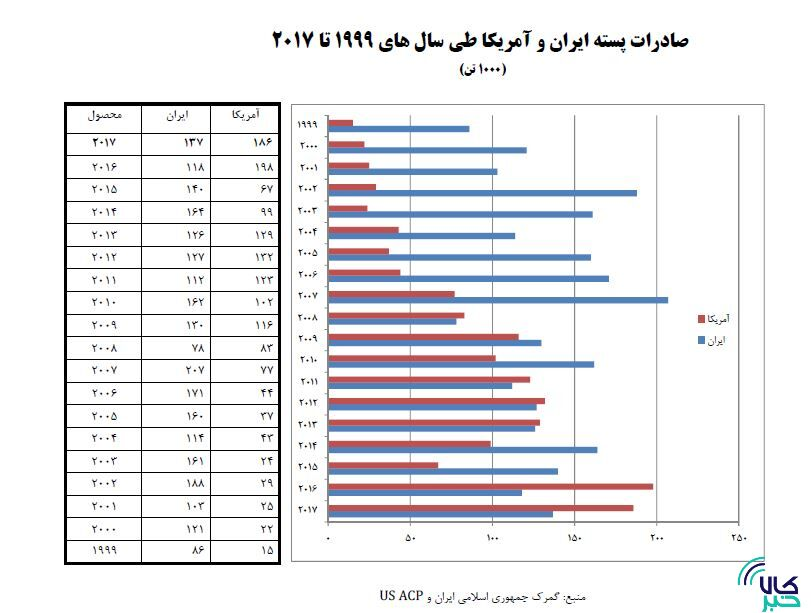 صادرات پسته ایران و آمریکا طی سال های ۱۹۹۹ تا ۲۰۱۷
(۱۰۰۰ تن)
محصول ایران آمریکا
۲۰۱۷ ۱۳۷ ۱۸۶
۲۰۱۶ ۱۱۸ ۱۹۸
۲۰۱۵ ۱۴۰ ۶۷
۲۰۱۴ ۱۶۴ ۹۹
۲۰۱۳ ۱۲۶ ۱۲۹
۲۰۱۲ ۱۲۷ ۱۳۲
۲۰۱۱ ۱۱۲ ۱۲۳
۲۰۱۰ ۱۶۲ ۱۰۲
۲۰۰۹ ۱۳۰ ۱۱۶
۲۰۰۸ ۷۸ ۸۳
۲۰۰۷ ۲۰۷ ۷۷
۲۰۰۶ ۱۷۱ ۴۴
۲۰۰۵ ۱۶۰ ۳۷
۲۰۰۴ ۱۱۴ ۴۳
۲۰۰۳ ۱۶۱ ۲۴
۲۰۰۲ ۱۸۸ ۲۹
۲۰۰۱ ۱۰۳ ۲۵
۲۰۰۰ ۱۲۱ ۲۲
۱۹۹۹ ۸۶ ۱۵
۱۹۹۹
۲۰۰۰
۲۰۰۱
۲۰۰۲
۲۰۰۳
۲۰۰۴
۲۰۰۵
۲۰۰۶
۲۰۰۷
۲۰۰۸
۲۰۰۹
۲۰۱۰
۲۰۱۱
۲۰۱۲
۲۰۱۳
۲۰۱۴
۲۰۱۵
۲۰۱۶
۲۰۱۷
۰ ۵۰ ۱۰۰ ۱۵۰ ۲۰۰ ۲۵۰
آمریکا
ایران
منبع: گمرک جمهوری اسلامی ایران و US ACP
کالا
خبر